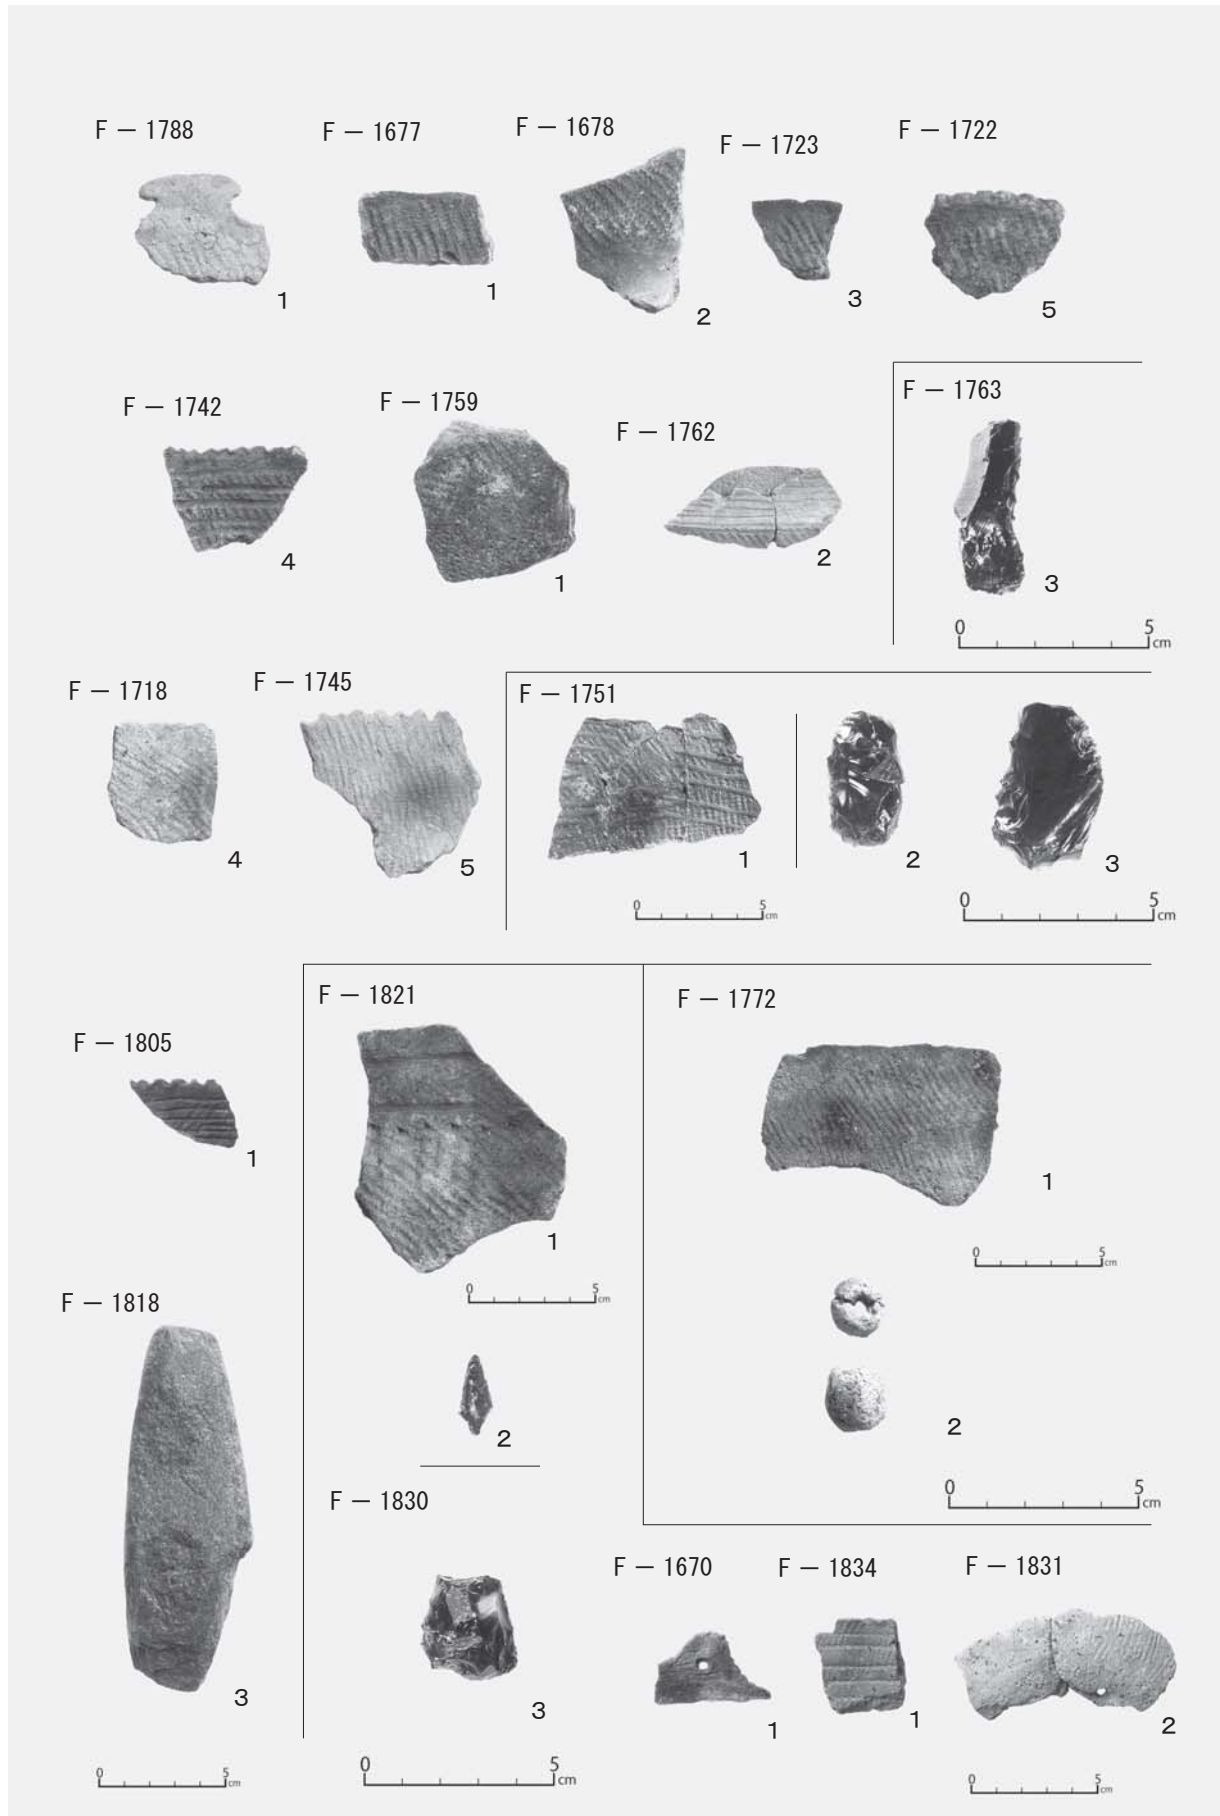 F — 1788
F — 1677
F — 1678
F — 1723
F — 1722
1
1
2
3
5
F — 1742
F — 1759
F — 1762
F — 1763
4
1
2
3
0 5 cm
F — 1718
F — 1745
F — 1751
4
5
1
2
3
0 5 cm
0 5 cm
F — 1805
F — 1821
F — 1772
1
1
1
0 5 cm
0 5 cm
F — 1818
2
2
0 5 cm
F — 1830
F — 1670
F — 1834
F — 1831
3
3
1
1
2
0 5 cm
0 5 cm
0 5 cm